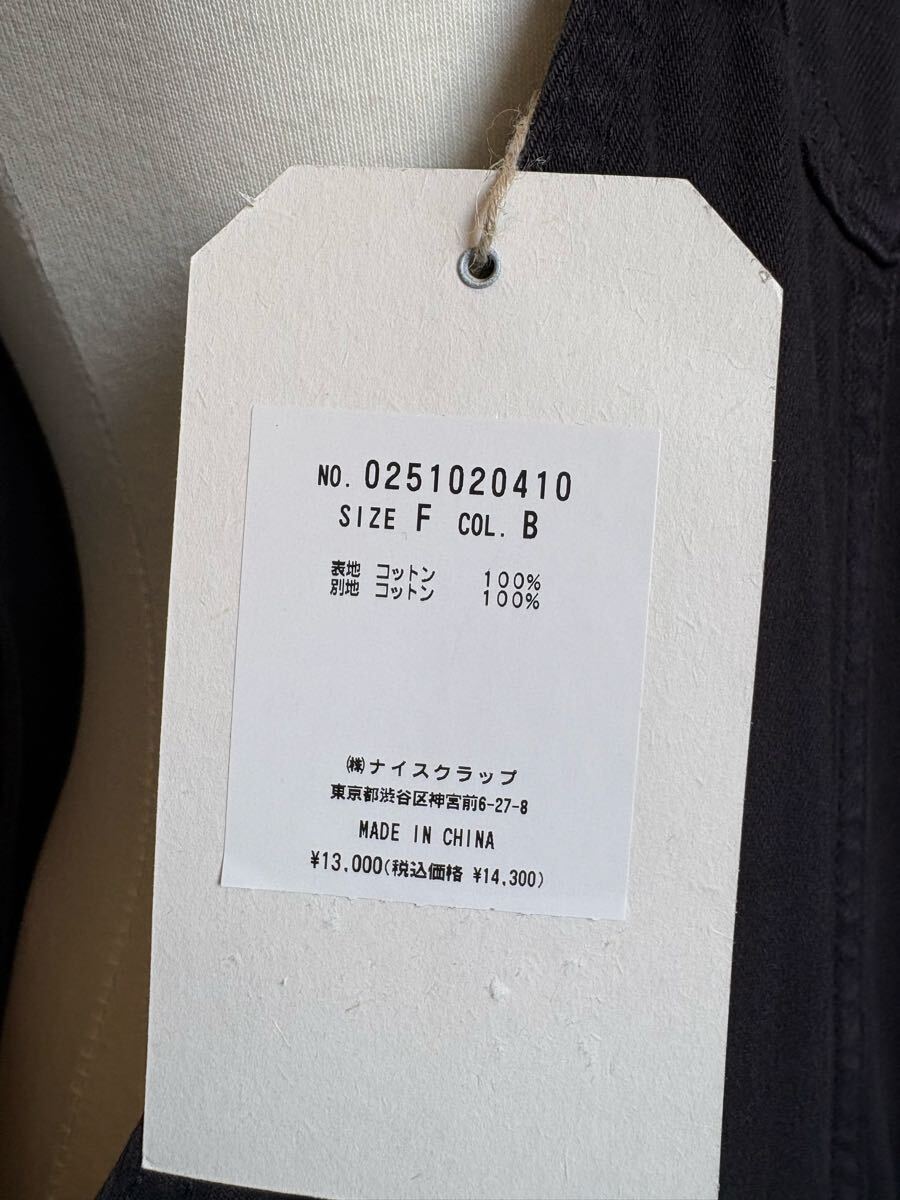 NO. 0251020410
SIZE F COL. B
表地 コットン 100%
別地 コットン 100%
㈱ナイスクラップ
東京都渋谷区神宮前6-27-8
MADE IN CHINA
¥13,000(税込価格 ¥14,300)